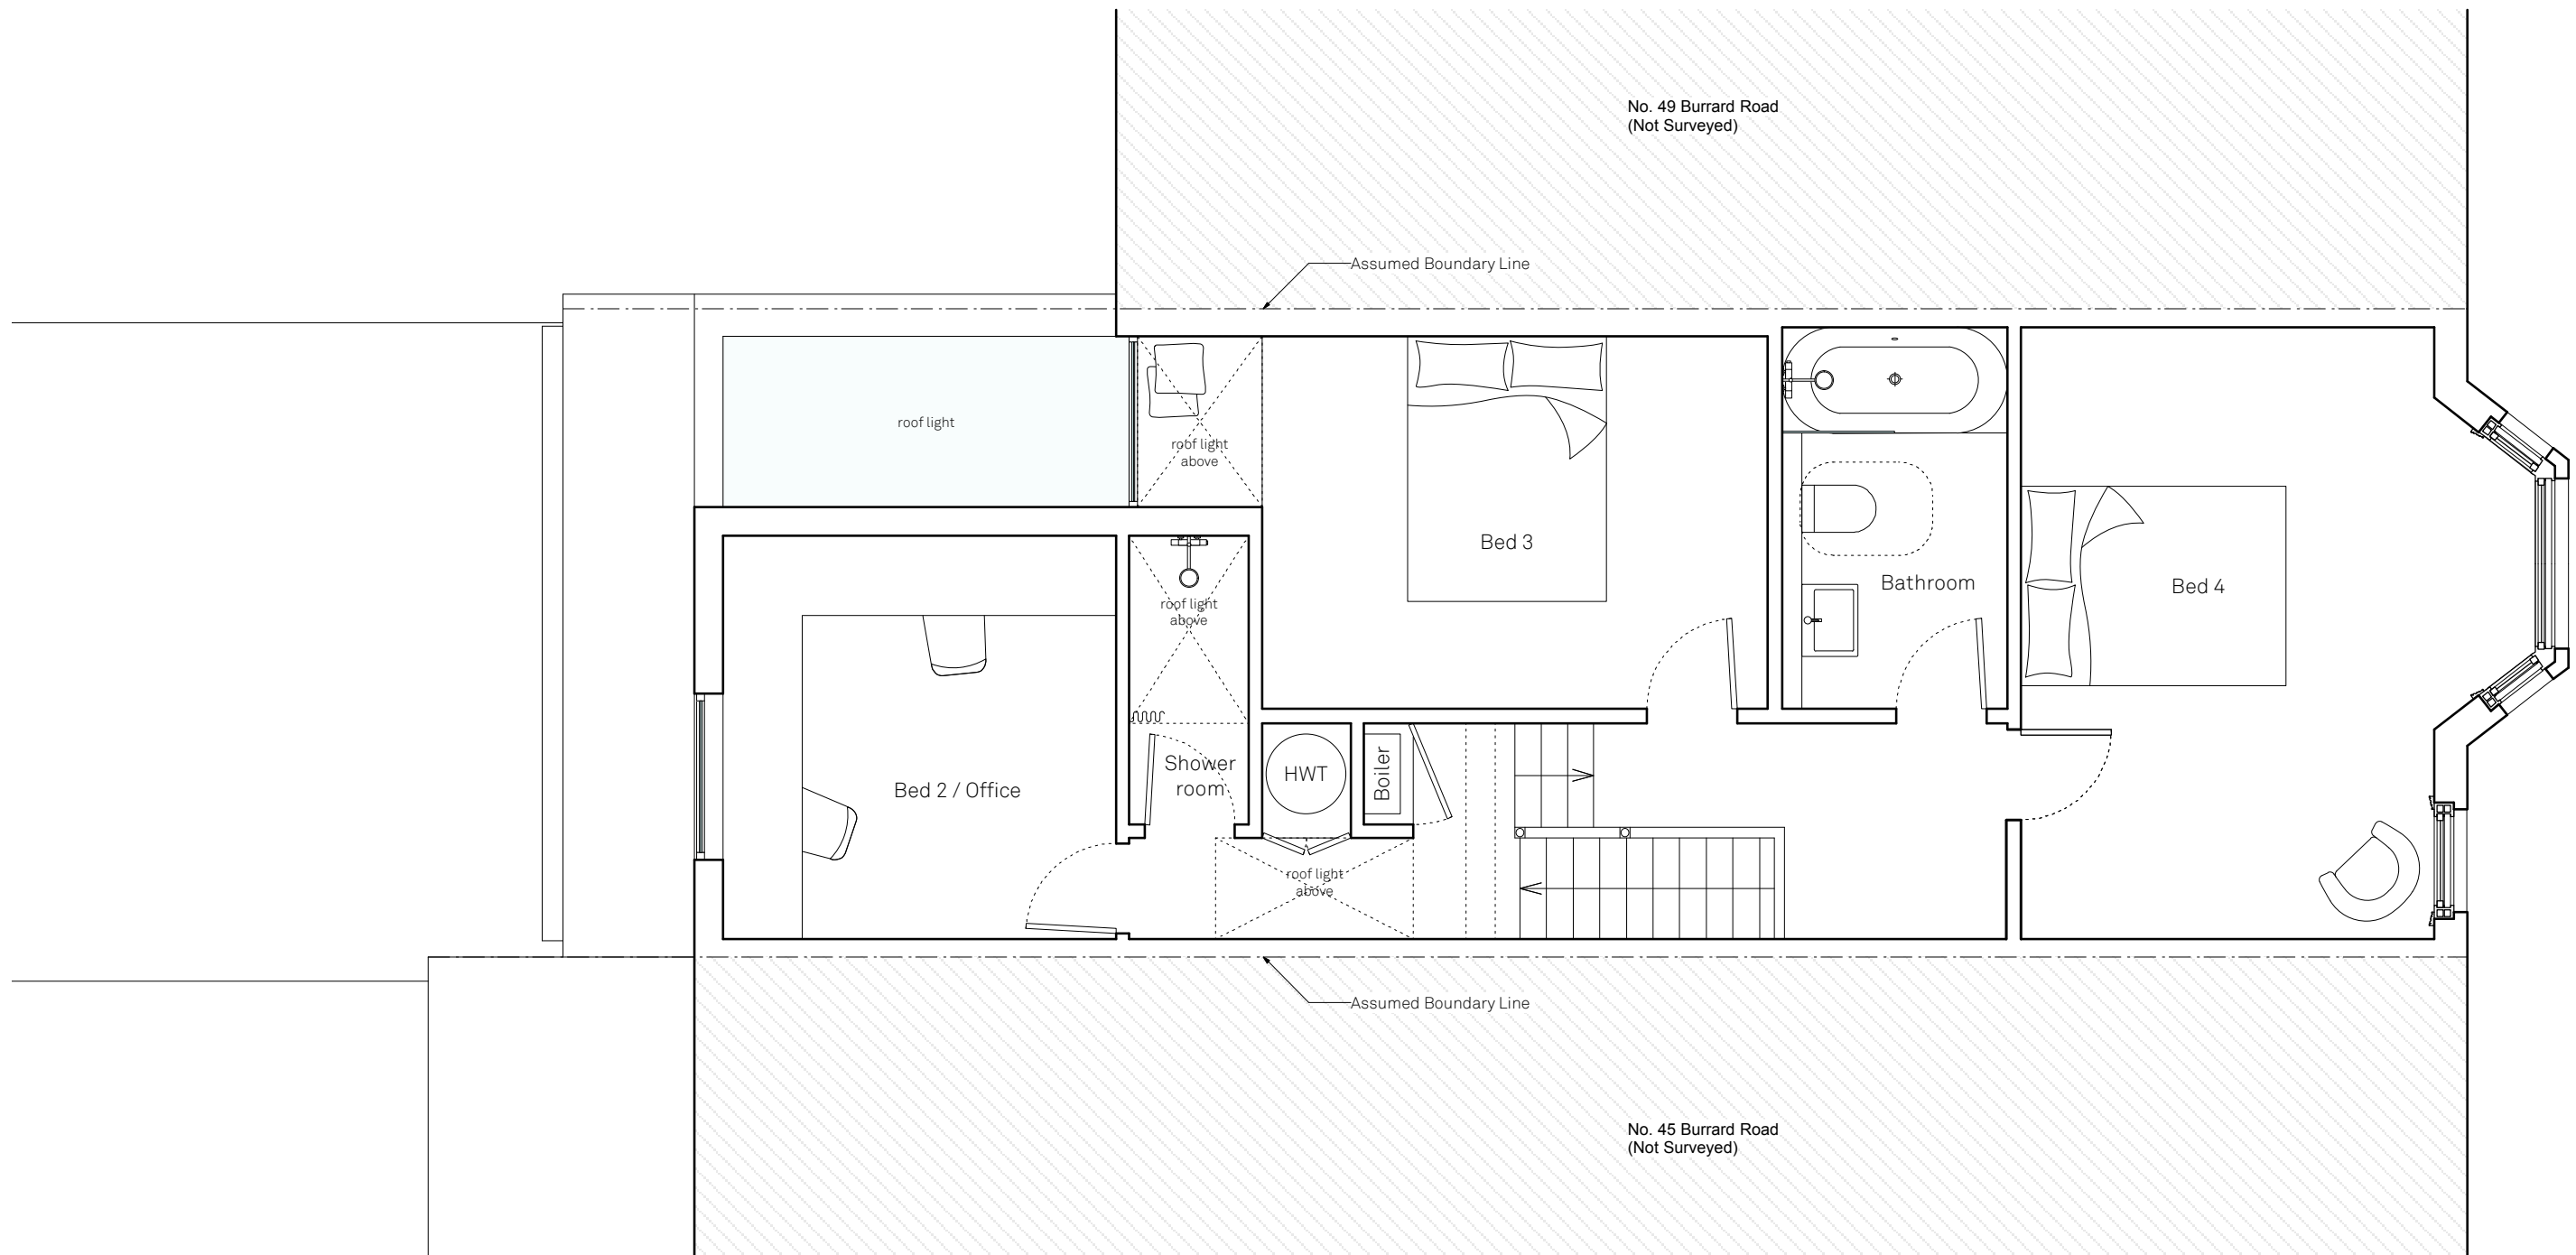 No. 49 Burrard Road
(Not Surveyed)
Assumed Boundary Line
roof light
roof light
above
Bed 3
Bathroom
Bed 4
roof light
above
Shower
room
HWT
Boiler
Bed 2 / Office
roof light
above
Assumed Boundary Line
No. 45 Burrard Road
(Not Surveyed)